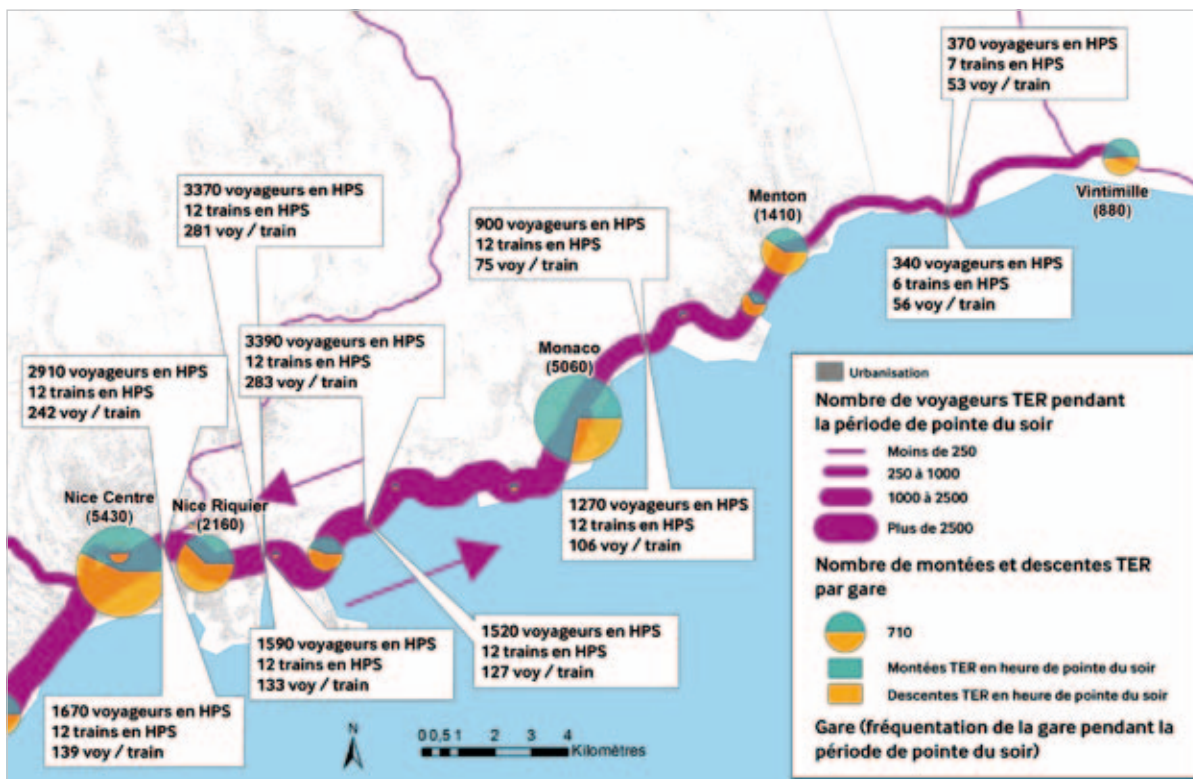 370 voyageurs en HPS
7 trains en HPS
53 voy / train
3370 voyageurs en HPS
12 trains en HPS
281 voy / train
Menton
(1410)
Vintimille
(880)
900 voyageurs en HPS
12 trains en HPS
75 voy / train
340 voyageurs en HPS
6 trains en HPS
56 voy / train
3390 voyageurs en HPS
12 trains en HPS
283 voy / train
Monaco
(5060)
2910 voyageurs en HPS
12 trains en HPS
242 voy / train
Nice Centre
(5430)
Nice Riquier
(2160)
1270 voyageurs en HPS
12 trains en HPS
106 voy / train
1590 voyageurs en HPS
12 trains en HPS
133 voy / train
1520 voyageurs en HPS
12 trains en HPS
127 voy / train
1670 voyageurs en HPS
12 trains en HPS
139 voy / train
N
0 0,5 1 2 3 4
Kilomètres
Urbanisation
Nombre de voyageurs TER pendant
la période de pointe du soir
Moins de 250
250 à 1000
1000 à 2500
Plus de 2500
Nombre de montées et descentes TER
par gare
710
Montées TER en heure de pointe du soir
Descentes TER en heure de pointe du soir
Gare (fréquentation de la gare pendant la
période de pointe du soir)